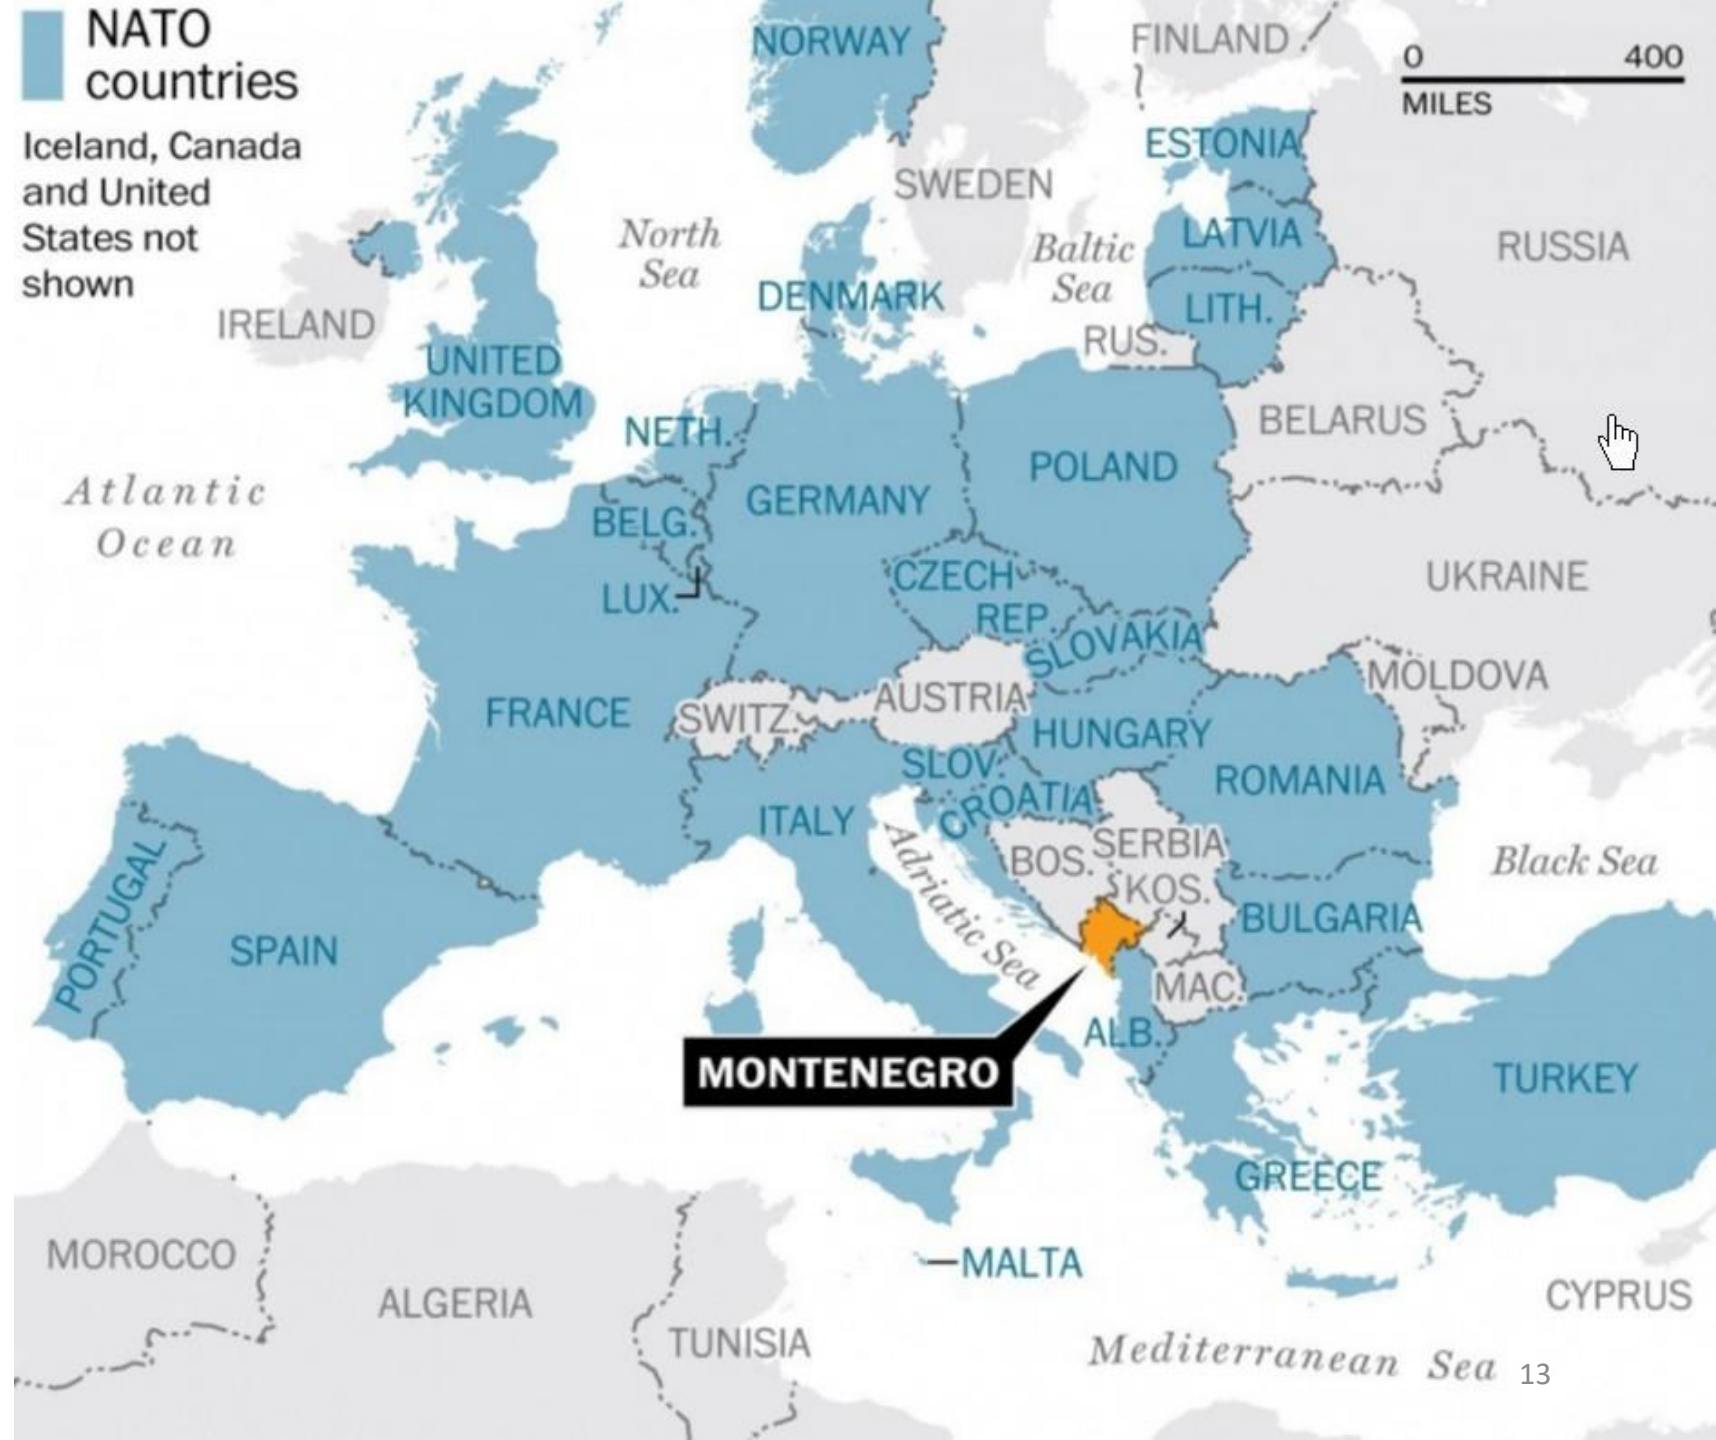 NATO
countries
Iceland, Canada
and United
States not
shown
0 400
MILES
NORWAY
FINLAND
ESTONIA
SWEDEN
North
Sea
Baltic
Sea
LATVIA
RUSSIA
DENMARK
LITH.
IRELAND
RUS.
UNITED
KINGDOM
NETH.
BELARUS
POLAND
Atlantic
Ocean
GERMANY
BELG.
CZECH
REP.
UKRAINE
LUX.
SLOVAKIA
MOLDOVA
FRANCE
SWITZ.
AUSTRIA
HUNGARY
SLOV.
ROMANIA
CROATIA
ITALY
SERBIA
BOS.
Black Sea
KOS.
Adriatic Sea
BULGARIA
PORTUGAL
SPAIN
MAC.
ALB.
MONTENEGRO
TURKEY
GREECE
MOROCCO
MALTA
ALGERIA
CYPRUS
TUNISIA
Mediterranean Sea
13